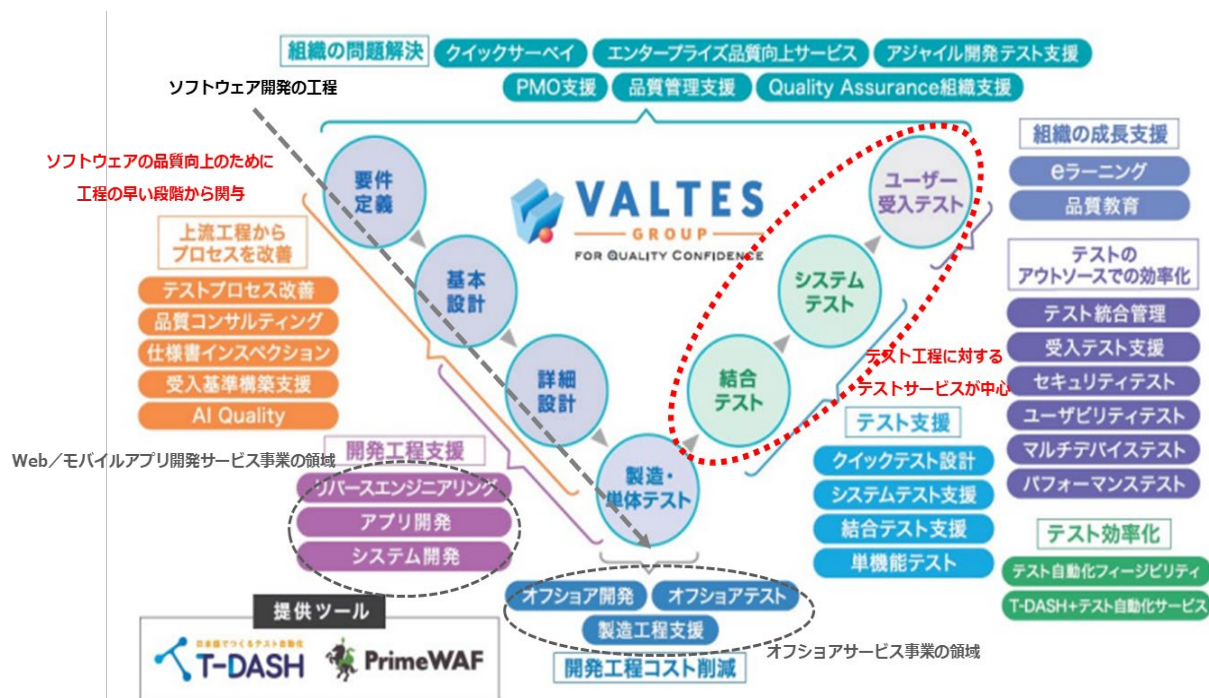 組織の問題解決
クイックサーベイ
エンタープライズ品質向上サービス
アジャイル開発テスト支援
PMO支援
品質管理支援
Quality Assurance組織支援
ソフトウェア開発の工程
ソフトウェアの品質向上のために
工程の早い段階から関与
上流工程から
プロセスを改善
テストプロセス改善
品質コンサルティング
仕様書インスペクション
受入基準構築支援
AI Quality
要件
定義
基本
設計
詳細
設計
製造・
単体テスト
結合
テスト
システム
テスト
ユーザー
受入テスト
VALTES
GROUP
FOR QUALITY CONFIDENCE
テスト工程に対する
テストサービスが中心
組織の成長支援
eラーニング
品質教育
テストの
アウトソースでの効率化
テスト統合管理
受入テスト支援
セキュリティテスト
ユーザビリティテスト
マルチデバイステスト
パフォーマンステスト
テスト支援
クイックテスト設計
システムテスト支援
結合テスト支援
単機能テスト
テスト効率化
テスト自動化フィージビリティ
T-DASH+テスト自動化サービス
Web／モバイルアプリ開発サービス事業の領域
開発工程支援
リバースエンジニアリング
アプリ開発
システム開発
オフショア開発
オフショアテスト
製造工程支援
開発工程コスト削減
オフショアサービス事業の領域
提供ツール
日本語でつくるテスト自動化
T-DASH
PrimeWAF